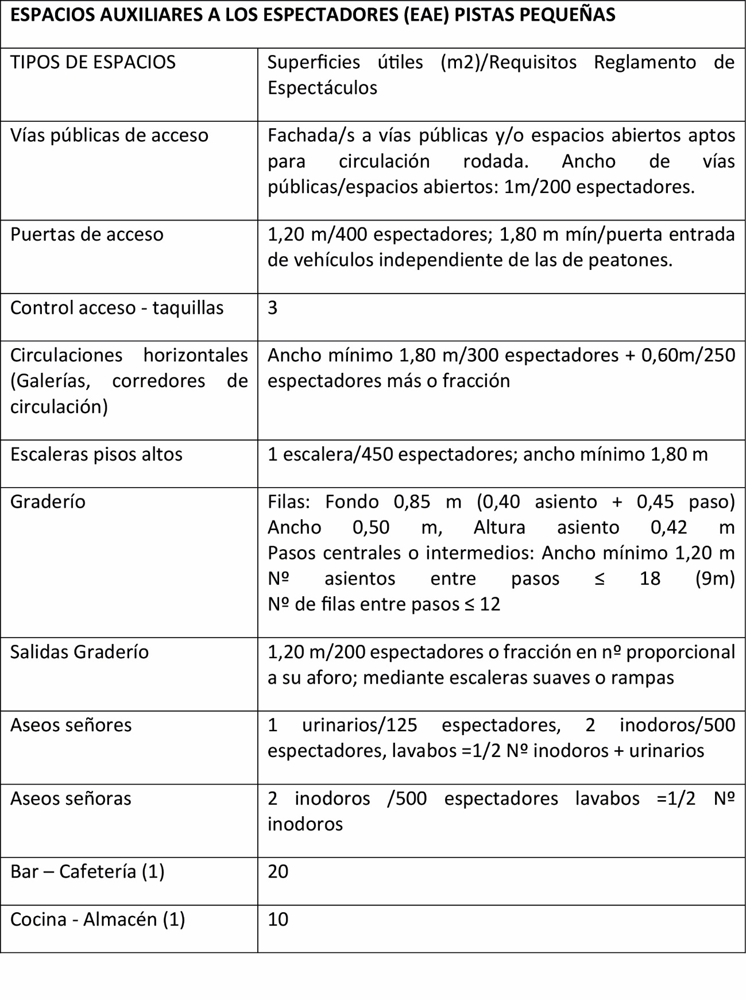 ESPACIOS AUXILIARES A LOS ESPECTADORES (EAE) PISTAS PEQUEÑAS
TIPOS DE ESPACIOS
Superficies útiles (m2)/Requisitos Reglamento de
Espectáculos
Vías públicas de acceso
Fachada/s a vías públicas y/o espacios abiertos aptos
para circulación rodada. Ancho de vías
públicas/espacios abiertos: 1m/200 espectadores.
Puertas de acceso
1,20 m/400 espectadores; 1,80 m mín/puerta entrada
de vehículos independiente de las de peatones.
Control acceso - taquillas
3
Circulaciones horizontales
(Galerías, corredores de
circulación)
Ancho mínimo 1,80 m/300 espectadores + 0,60m/250
espectadores más o fracción
Escaleras pisos altos
1 escalera/450 espectadores; ancho mínimo 1,80 m
Graderío
Filas: Fondo 0,85 m (0,40 asiento + 0,45 paso)
Ancho 0,50 m, Altura asiento 0,42 m
Pasos centrales o intermedios: Ancho mínimo 1,20 m
Nº asientos entre pasos ≤ 18 (9m)
Nº de filas entre pasos ≤ 12
Salidas Graderío
1,20 m/200 espectadores o fracción en nº proporcional
a su aforo; mediante escaleras suaves o rampas
Aseos señores
1 urinarios/125 espectadores, 2 inodoros/500
espectadores, lavabos =1/2 Nº inodoros + urinarios
Aseos señoras
2 inodoros /500 espectadores lavabos =1/2 Nº
inodoros
Bar – Cafetería (1)
20
Cocina - Almacén (1)
10